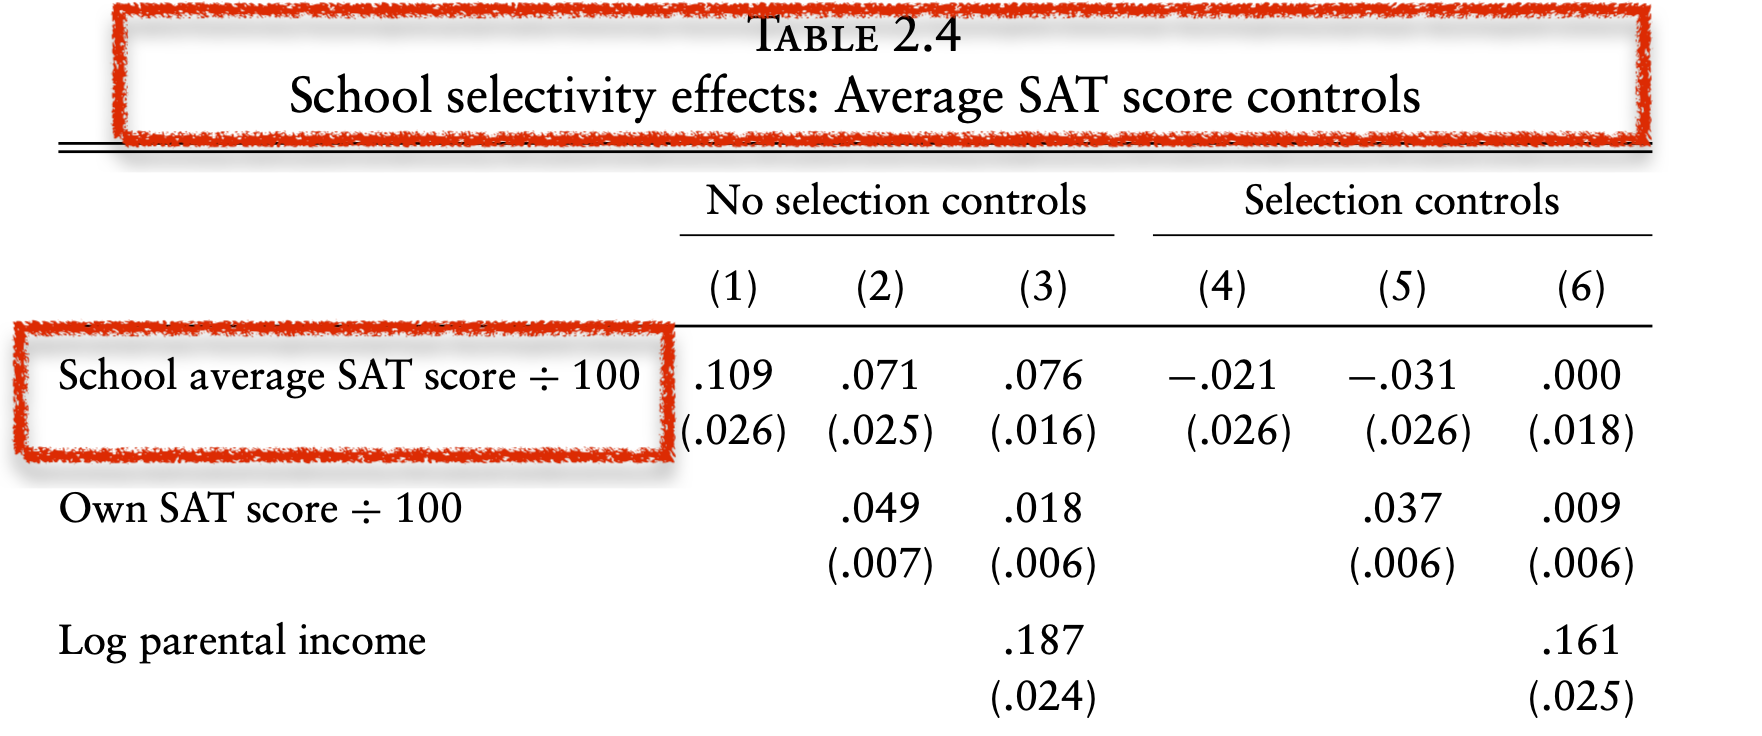 TABLE 2.4
School selectivity effects: Average SAT score controls
No selection controls Selection controls
(1) (2) (3) (4) (5) (6)
School average SAT score ÷ 100 .109 .071 .076 −.021 −.031 .000
(.026) (.025) (.016) (.026) (.026) (.018)
Own SAT score ÷ 100 .049 .018 .037 .009
(.007) (.006) (.006) (.006)
Log parental income .187 .161
(.024) (.025)